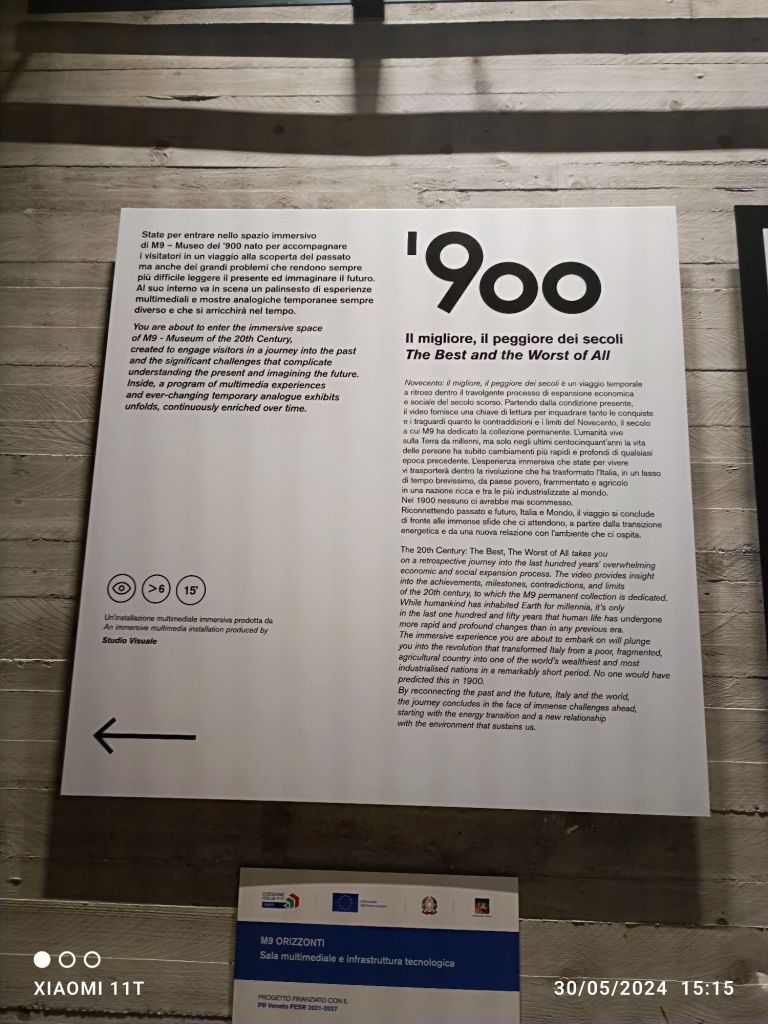 State per entrare nello spazio immersivo
di M9 – Museo del '900 nato per accompagnare
i visitatori in un viaggio alla scoperta del passato
ma anche dei grandi problemi che rendono sempre
più difficile leggere il presente ed immaginare il futuro.
Al suo interno va in scena un palinsesto di esperienze
multimediali e mostre analogiche temporanee sempre
diverso e che si arricchirà nel tempo.
You are about to enter the immersive space
of M9 - Museum of the 20th Century,
created to engage visitors in a journey into the past
and the significant challenges that complicate
understanding the present and imagining the future.
Inside, a program of multimedia experiences
and ever-changing temporary analogue exhibits
unfolds, continuously enriched over time.
>6 15'
Un'installazione multimediale immersiva prodotta da
An immersive multimedia installation produced by
Studio Visuale
'900
Il migliore, il peggiore dei secoli
The Best and the Worst of All
Novecento: il migliore, il peggiore dei secoli è un viaggio temporale
a ritroso dentro il travolgente processo di espansione economica
e sociale del secolo scorso. Partendo dalla condizione presente,
il video fornisce una chiave di lettura per inquadrare tanto le conquiste
e i traguardi quanto le contraddizioni e i limiti del Novecento, il secolo
a cui M9 ha dedicato la collezione permanente. L'umanità vive
sulla Terra da millenni, ma solo negli ultimi centocinquant'anni la vita
delle persone ha subito cambiamenti più rapidi e profondi di qualsiasi
epoca precedente. L'esperienza immersiva che state per vivere
vi trasporterà dentro la rivoluzione che ha trasformato l'Italia, in un lasso
di tempo brevissimo, da paese povero, frammentato e agricolo
in una nazione ricca e tra le più industrializzate al mondo.
Nel 1900 nessuno ci avrebbe mai scommesso.
Riconnettendo passato e futuro, Italia e Mondo, il viaggio si conclude
di fronte alle immense sfide che ci attendono, a partire dalla transizione
energetica e da una nuova relazione con l'ambiente che ci ospita.
The 20th Century: The Best, The Worst of All takes you
on a retrospective journey into the last hundred years' overwhelming
economic and social expansion process. The video provides insight
into the achievements, milestones, contradictions, and limits
of the 20th century, to which the M9 permanent collection is dedicated.
While humankind has inhabited Earth for millennia, it's only
in the last one hundred and fifty years that human life has undergone
more rapid and profound changes than in any previous era.
The immersive experience you are about to embark on will plunge
you into the revolution that transformed Italy from a poor, fragmented,
agricultural country into one of the world's wealthiest and most
industrialised nations in a remarkably short period. No one would have
predicted this in 1900.
By reconnecting the past and the future, Italy and the world,
the journey concludes in the face of immense challenges ahead,
starting with the energy transition and a new relationship
with the environment that sustains us.
M9 ORIZZONTI
Sala multimediale e infrastruttura tecnologica
PROGETTO FINANZIATO CON IL
PR Veneto FESR 2021-2027
XIAOMI 11T
30/05/2024 15:15